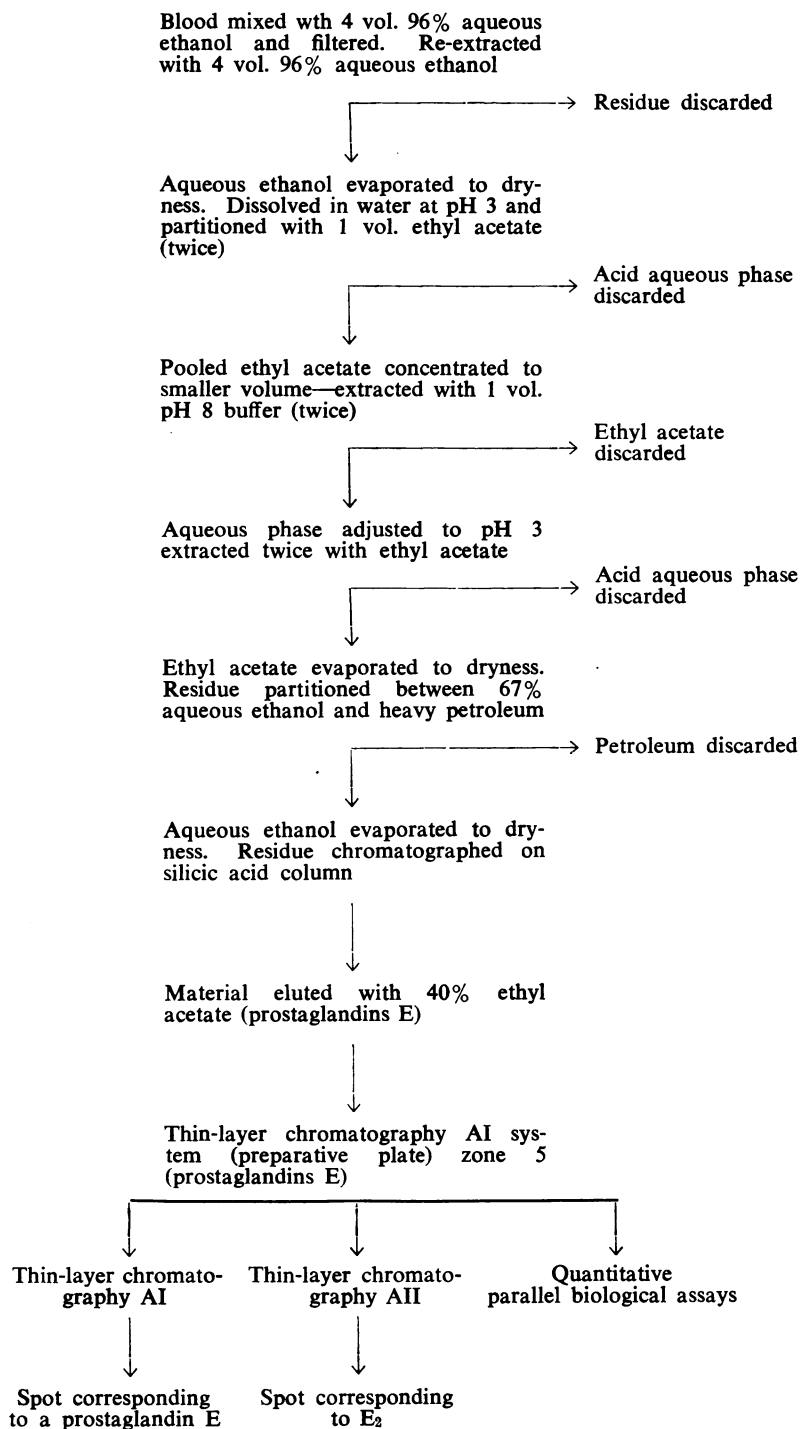 Blood mixed wth 4 vol. 96% aqueous
ethanol and filtered. Re-extracted
with 4 vol. 96% aqueous ethanol
Residue discarded
Aqueous ethanol evaporated to dry-
ness. Dissolved in water at pH 3 and
partitioned with 1 vol. ethyl acetate
(twice)
Acid aqueous phase
discarded
Pooled ethyl acetate concentrated to
smaller volume—extracted with 1 vol.
pH 8 buffer (twice)
Ethyl acetate
discarded
Aqueous phase adjusted to pH 3
extracted twice with ethyl acetate
Acid aqueous phase
discarded
Ethyl acetate evaporated to dryness.
Residue partitioned between 67%
aqueous ethanol and heavy petroleum
Petroleum discarded
Aqueous ethanol evaporated to dry-
ness. Residue chromatographed on
silicic acid column
Material eluted with 40% ethyl
acetate (prostaglandins E)
Thin-layer chromatography AI sys-
tem (preparative plate) zone 5
(prostaglandins E)
Thin-layer chromato-
graphy AI
Thin-layer chromato-
graphy AII
Quantitative
parallel biological assays
Spot corresponding
to a prostaglandin E
Spot corresponding
to E₂